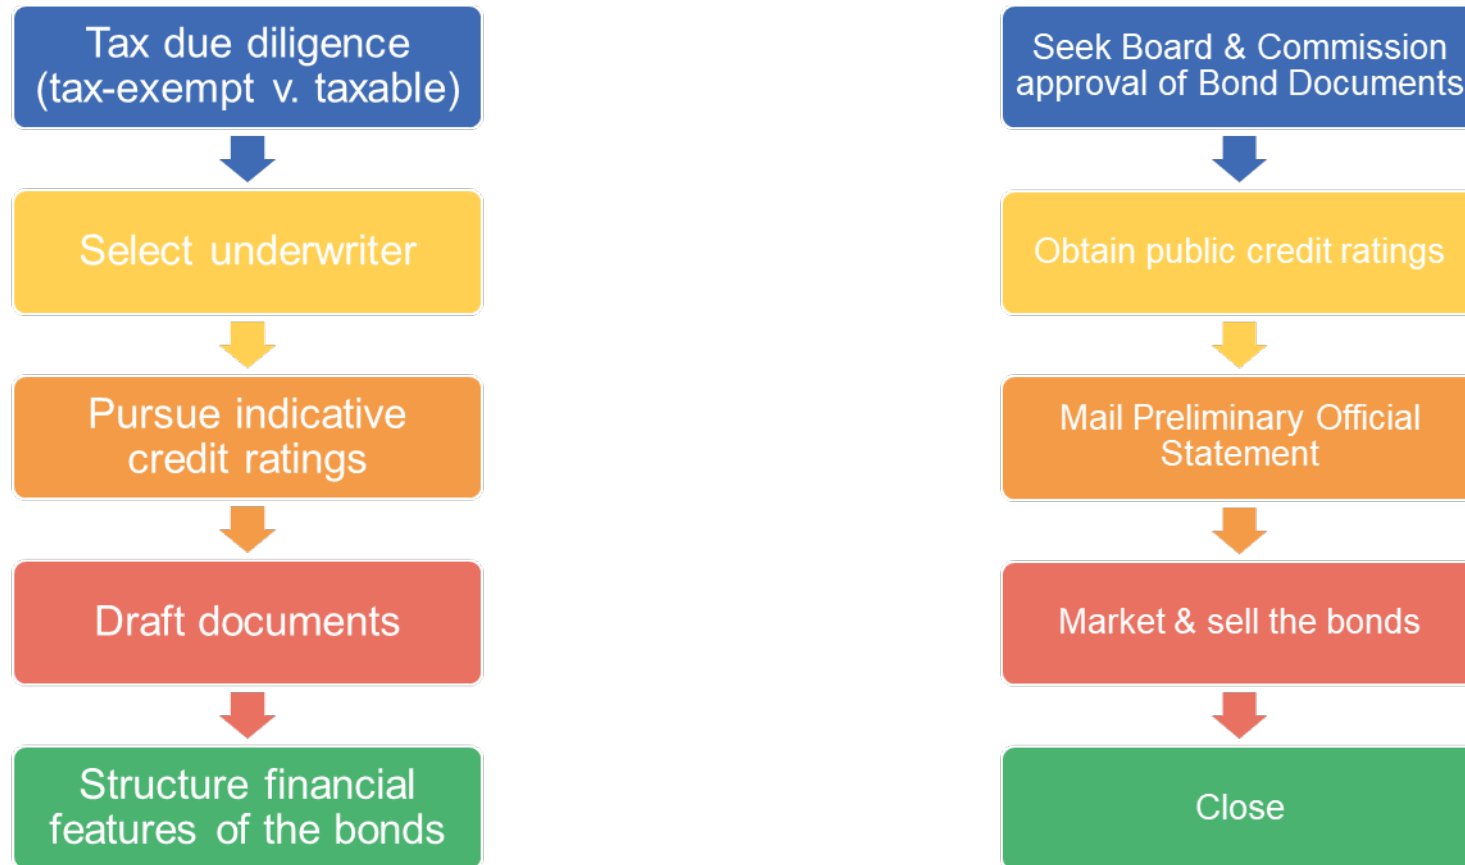 Tax due diligence
(tax-exempt v. taxable)
Select underwriter
Pursue indicative
credit ratings
Draft documents
Structure financial
features of the bonds
Seek Board & Commission
approval of Bond Documents
Obtain public credit ratings
Mail Preliminary Official
Statement
Market & sell the bonds
Close